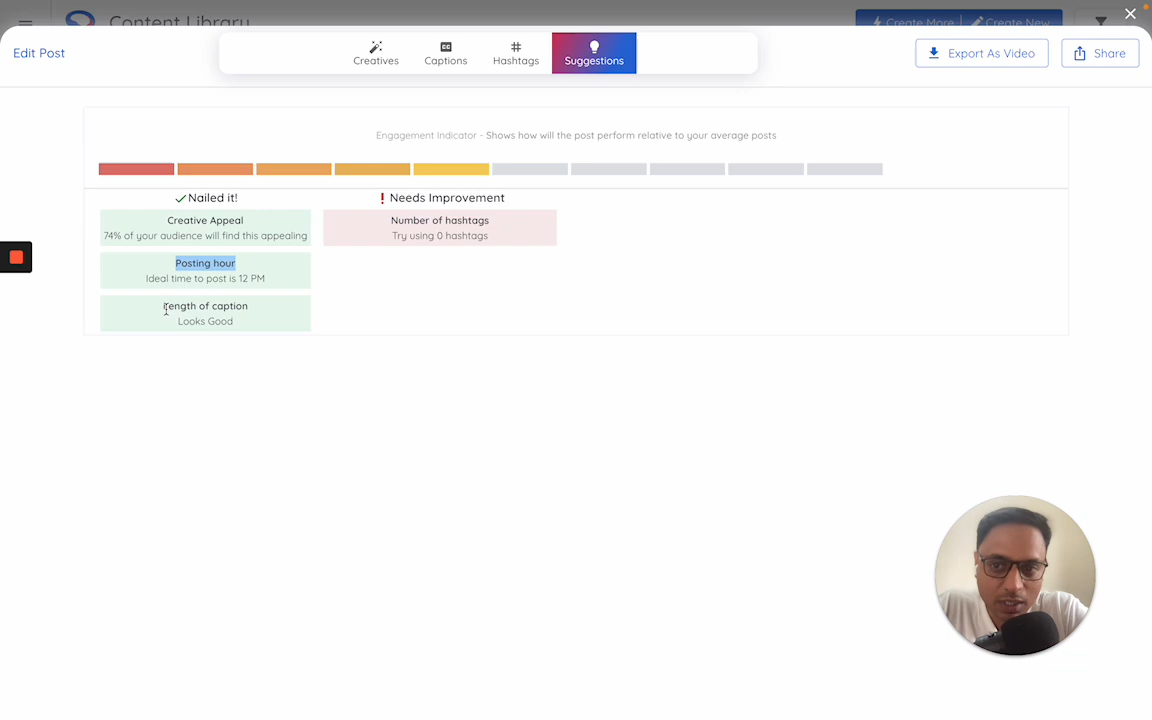 Content Library
Create More
Create New
Edit Post
Creatives
Captions
Hashtags
Suggestions
Export As Video
Share
Engagement Indicator - Shows how will the post perform relative to your average posts
Nailed it!
Needs Improvement
Creative Appeal
74% of your audience will find this appealing
Number of hashtags
Try using 0 hashtags
Posting hour
Ideal time to post is 12 PM
Length of caption
Looks Good